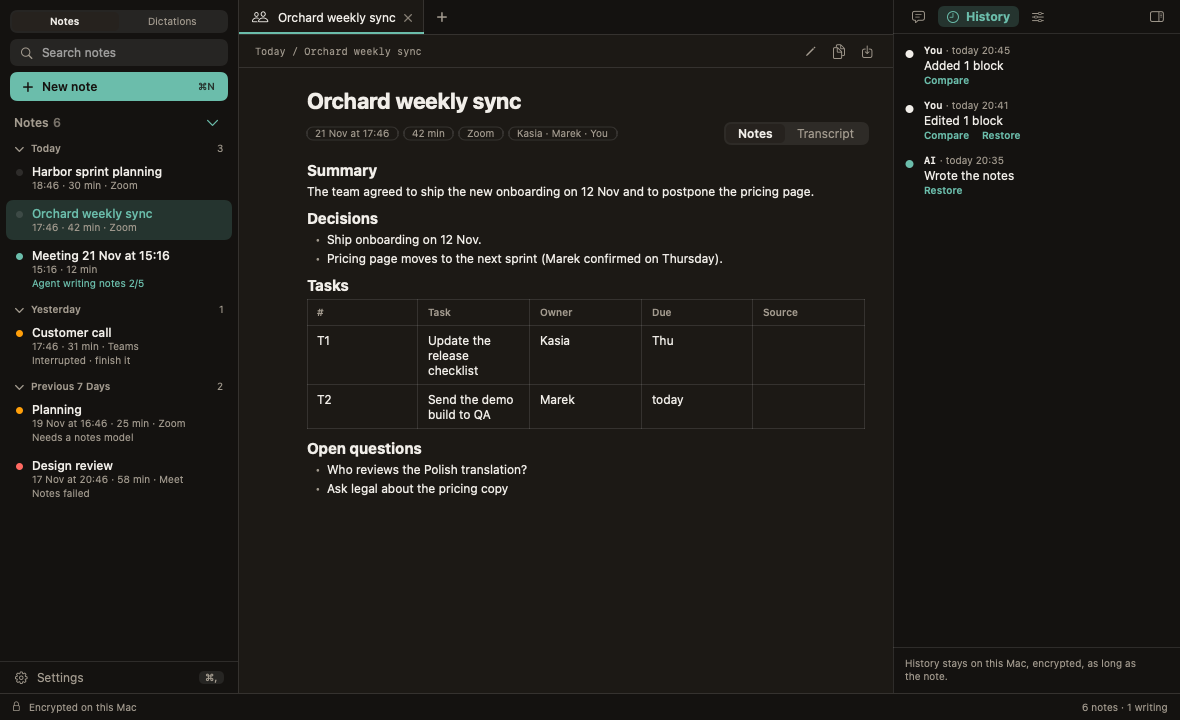 Notes
Dictations
Search notes
New note ⌘N
Notes 6
Today 3
Harbor sprint planning
18:46 · 30 min · Zoom
Orchard weekly sync
17:46 · 42 min · Zoom
Meeting 21 Nov at 15:16
15:16 · 12 min
Agent writing notes 2/5
Yesterday 1
Customer call
17:46 · 31 min · Teams
Interrupted · finish it
Previous 7 Days 2
Planning
19 Nov at 16:46 · 25 min · Zoom
Needs a notes model
Design review
17 Nov at 20:46 · 58 min · Meet
Notes failed
Settings ⌘,
Encrypted on this Mac
Orchard weekly sync
Today / Orchard weekly sync
Orchard weekly sync
21 Nov at 17:46
42 min
Zoom
Kasia · Marek · You
Notes
Transcript
Summary
The team agreed to ship the new onboarding on 12 Nov and to postpone the pricing page.
Decisions
• Ship onboarding on 12 Nov.
• Pricing page moves to the next sprint (Marek confirmed on Thursday).
Tasks
# Task Owner Due Source
T1 Update the release checklist Kasia Thu
T2 Send the demo build to QA Marek today
Open questions
• Who reviews the Polish translation?
• Ask legal about the pricing copy
History
You · today 20:45
Added 1 block
Compare
You · today 20:41
Edited 1 block
Compare Restore
AI · today 20:35
Wrote the notes
Restore
History stays on this Mac, encrypted, as long as
the note.
6 notes · 1 writing